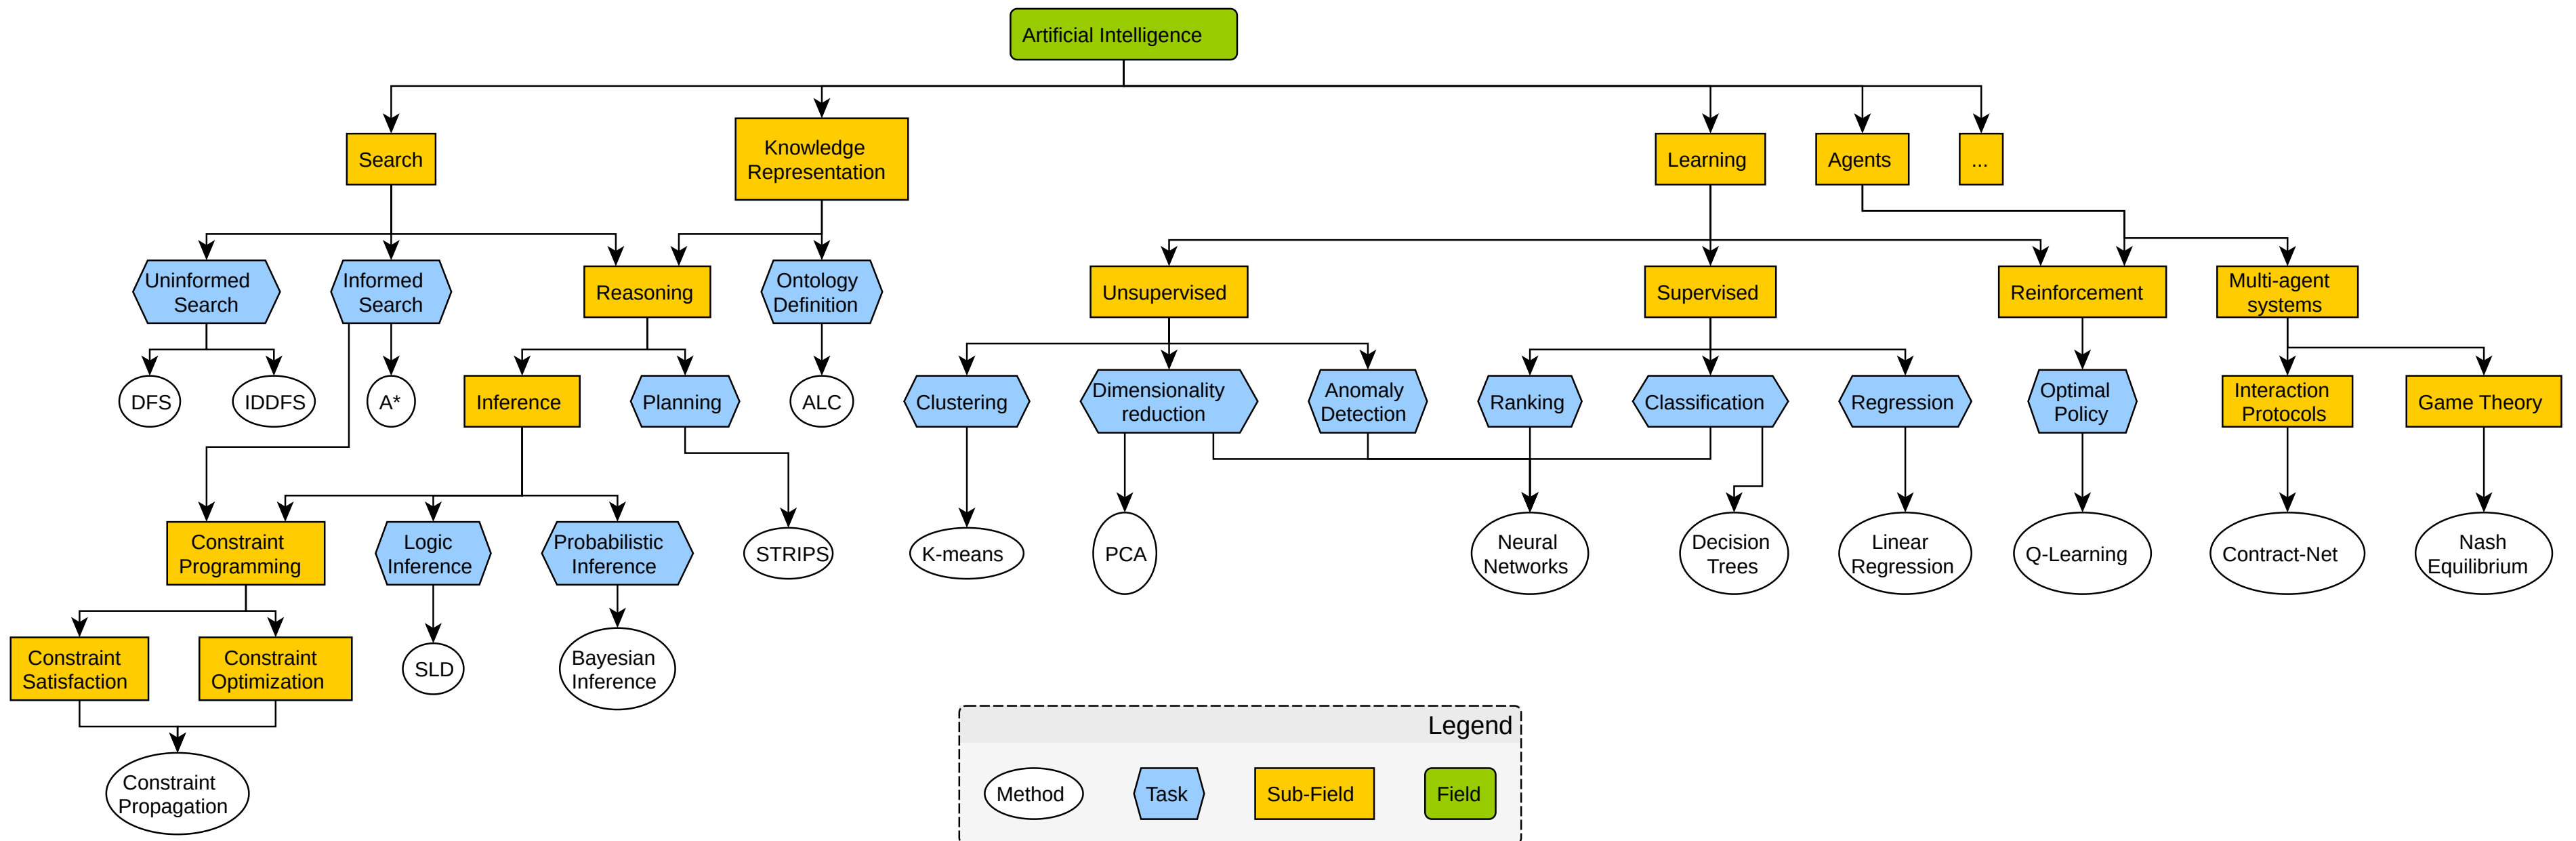 Artificial Intelligence
Search
Knowledge
Representation
Learning
Agents
...
Uninformed
Search
Informed
Search
Reasoning
Ontology
Definition
Unsupervised
Supervised
Reinforcement
Multi-agent
systems
DFS
IDDFS
A*
Inference
Planning
ALC
Clustering
Dimensionality
reduction
Anomaly
Detection
Ranking
Classification
Regression
Optimal
Policy
Interaction
Protocols
Game Theory
Constraint
Programming
Logic
Inference
Probabilistic
Inference
STRIPS
K-means
PCA
Neural
Networks
Decision
Trees
Linear
Regression
Q-Learning
Contract-Net
Nash
Equilibrium
Constraint
Satisfaction
Constraint
Optimization
SLD
Bayesian
Inference
Constraint
Propagation
Legend
Method
Task
Sub-Field
Field